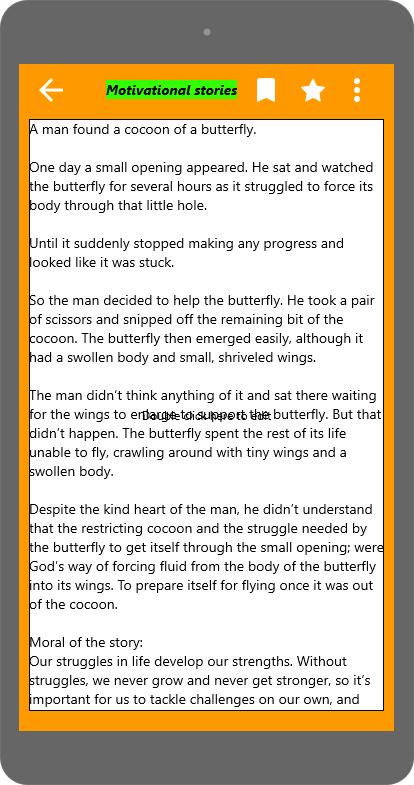 Motivational stories
A man found a cocoon of a butterfly.
One day a small opening appeared. He sat and watched
the butterfly for several hours as it struggled to force its
body through that little hole.
Until it suddenly stopped making any progress and
looked like it was stuck.
So the man decided to help the butterfly. He took a pair
of scissors and snipped off the remaining bit of the
cocoon. The butterfly then emerged easily, although it
had a swollen body and small, shriveled wings.
The man didn’t think anything of it and sat there waiting
for the wings to enlarge to support the butterfly. But that
Double click here to edit
didn’t happen. The butterfly spent the rest of its life
unable to fly, crawling around with tiny wings and a
swollen body.
Despite the kind heart of the man, he didn’t understand
that the restricting cocoon and the struggle needed by
the butterfly to get itself through the small opening; were
God’s way of forcing fluid from the body of the butterfly
into its wings. To prepare itself for flying once it was out
of the cocoon.
Moral of the story:
Our struggles in life develop our strengths. Without
struggles, we never grow and never get stronger, so it’s
important for us to tackle challenges on our own, and